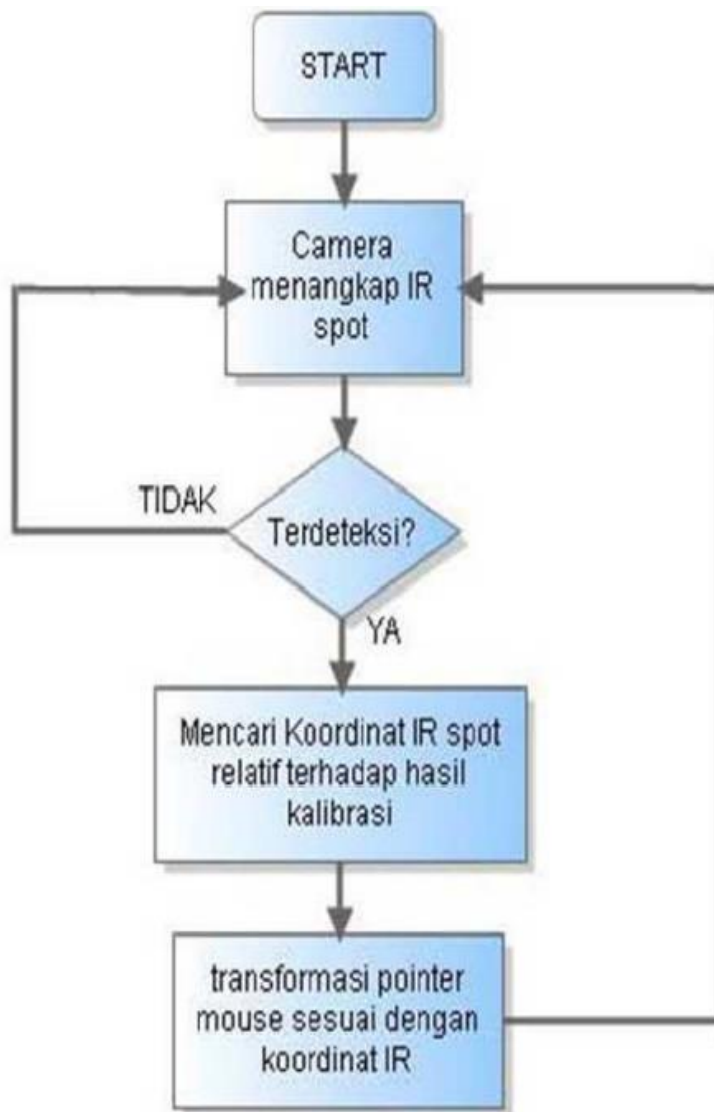 START
Camera
menangkap IR
spot
TIDAK
Terdeteksi?
YA
Mencari Koordinat IR spot
relatif terhadap hasil
kalibrasi
transformasi pointer
mouse sesuai dengan
koordinat IR